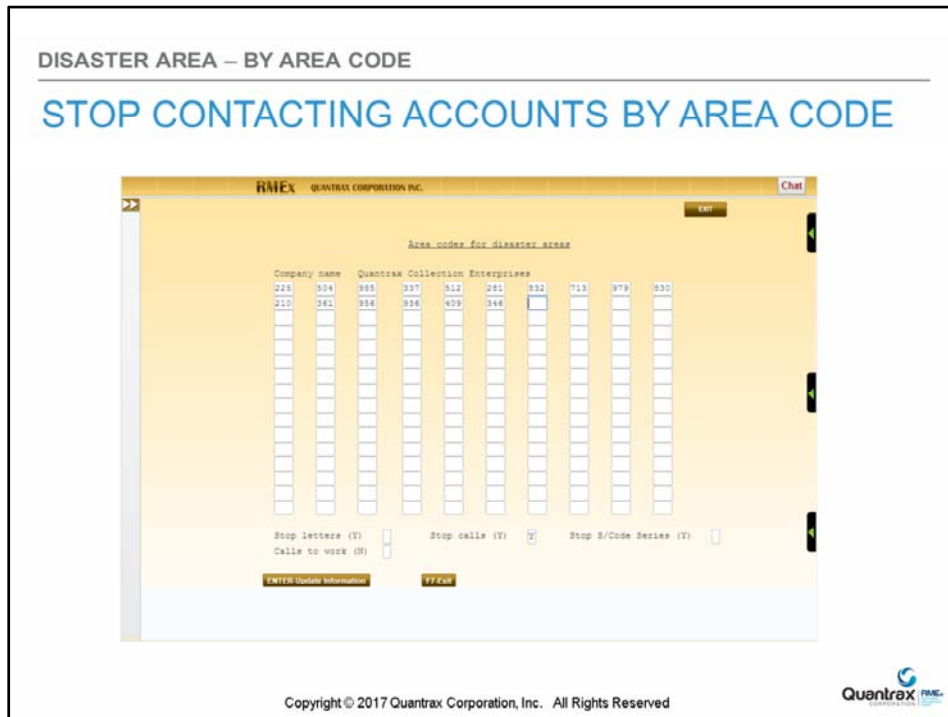 DISASTER AREA – BY AREA CODE
STOP CONTACTING ACCOUNTS BY AREA CODE
RMEx QUANTRAX CORPORATION INC. Chat
EXIT
Area codes for disaster areas
Company name Quantrax Collection Enterprises
225 504 985 337 512 281 832 713 979 830
210 361 956 936 409 346
Stop letters (Y) Stop calls (Y) Y Stop S/Code Series (Y)
Calls to work (N)
ENTER-Update Information F7-Exit
Copyright © 2017 Quantrax Corporation, Inc. All Rights Reserved
Quantrax
CORPORATION
RMEx